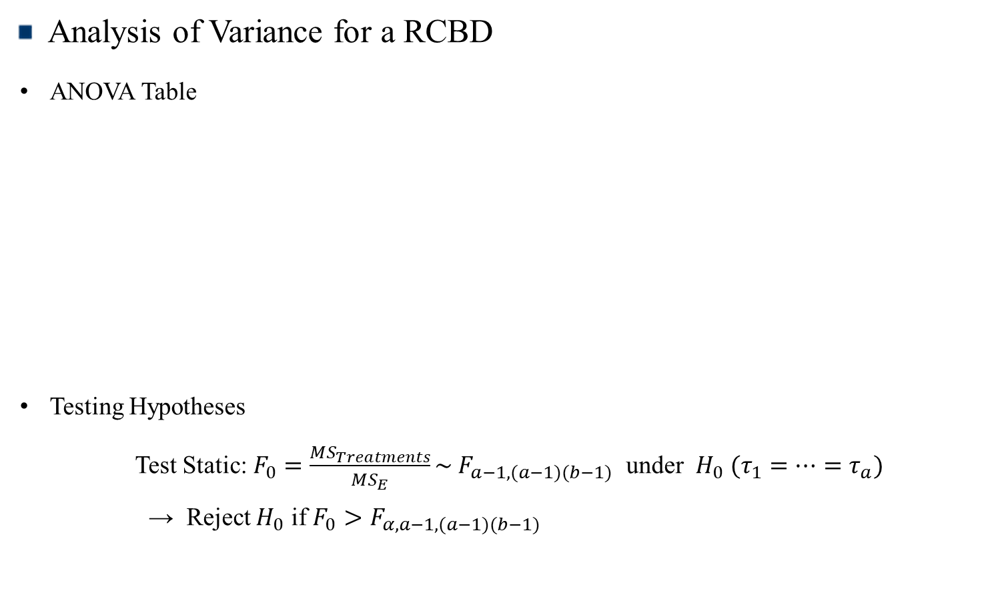 Analysis of Variance for a RCBD
• ANOVA Table
• Testing Hypotheses
Test Static: $F_0 = \frac{MS_{Treatments}}{MS_E} \sim F_{a-1,(a-1)(b-1)}$ under $H_0$ $(\tau_1 = \cdots = \tau_a)$
→ Reject $H_0$ if $F_0 > F_{\alpha,a-1,(a-1)(b-1)}$